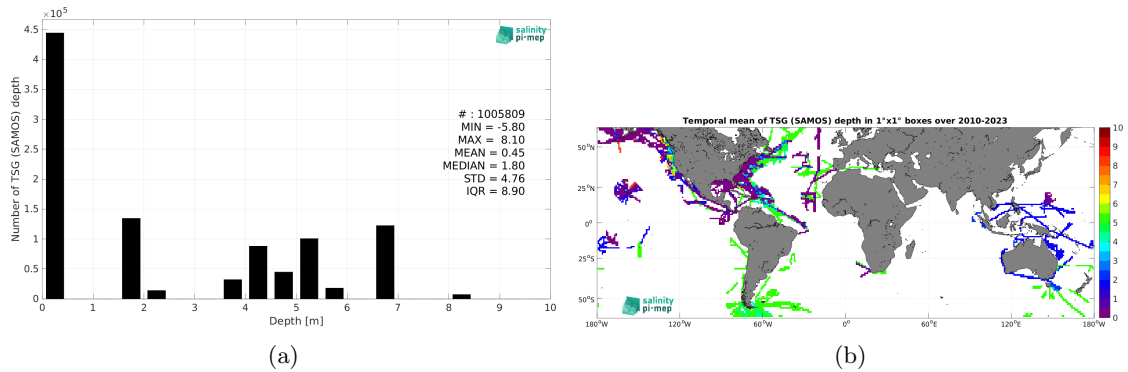 ×10⁵
4.5
4
3.5
3
2.5
2
1.5
1
0.5
0
Number of TSG (SAMOS) depth
salinity
pi-mep
# : 1005809
MIN = -5.80
MAX = 8.10
MEAN = 0.45
MEDIAN = 1.80
STD = 4.76
IQR = 8.90
0 1 2 3 4 5 6 7 8 9 10
Depth [m]
(a)
Temporal mean of TSG (SAMOS) depth in 1°x1° boxes over 2010-2023
50°N
25°N
0°
25°S
50°S
salinity
pi-mep
180°W 120°W 60°W 0° 60°E 120°E 180°W
10
9
8
7
6
5
4
3
2
1
0
(b)